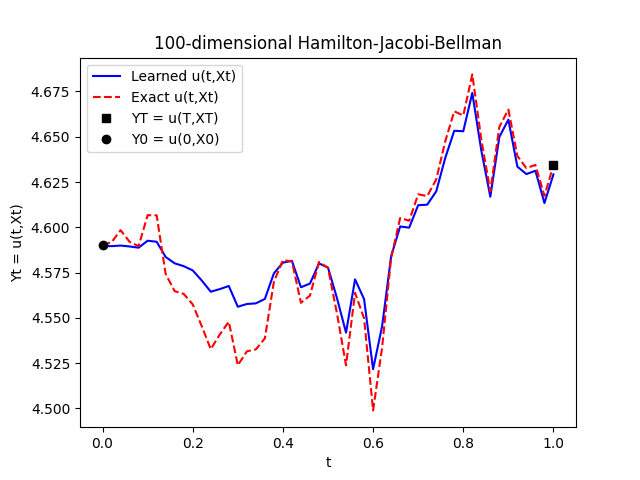 100-dimensional Hamilton-Jacobi-Bellman
Learned u(t,Xt)
Exact u(t,Xt)
YT = u(T,XT)
Y0 = u(0,X0)
Yt = u(t,Xt)
4.675
4.650
4.625
4.600
4.575
4.550
4.525
4.500
0.0 0.2 0.4 0.6 0.8 1.0
t